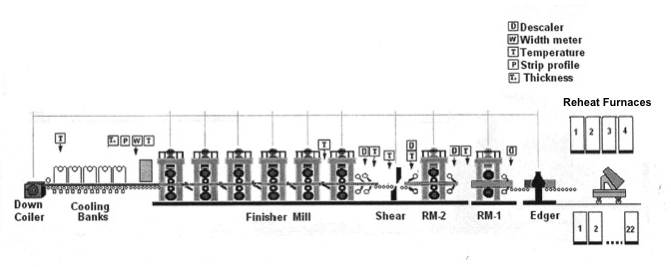 D Descaler
W Width meter
T Temperature
P Strip profile
Tₓ Thickness
Reheat Furnaces
1 2 3 4
T
Tₓ P W T
T
D T
T
D
T
D T
D
Down
Coiler
Cooling
Banks
Finisher Mill
Shear
RM-2
RM-1
Edger
1 2 22